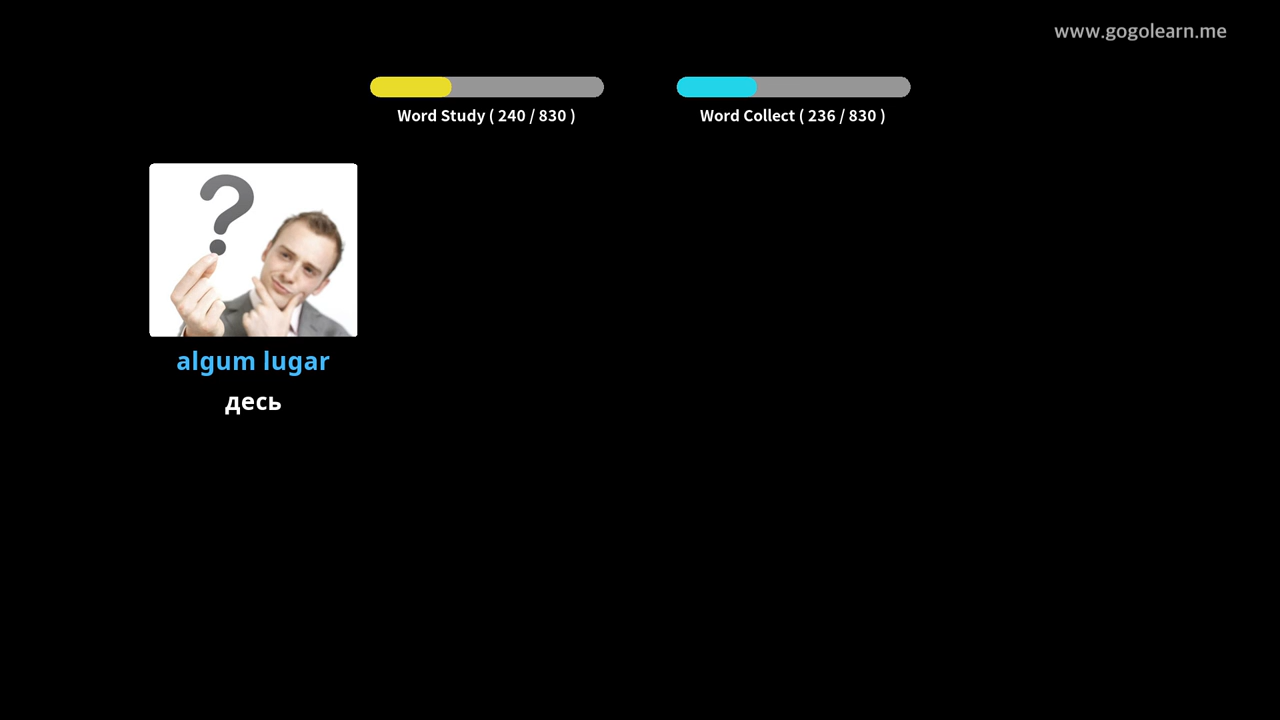 www.gogolearn.me
Word Study ( 240 / 830 )
Word Collect ( 236 / 830 )
?
algum lugar
десь